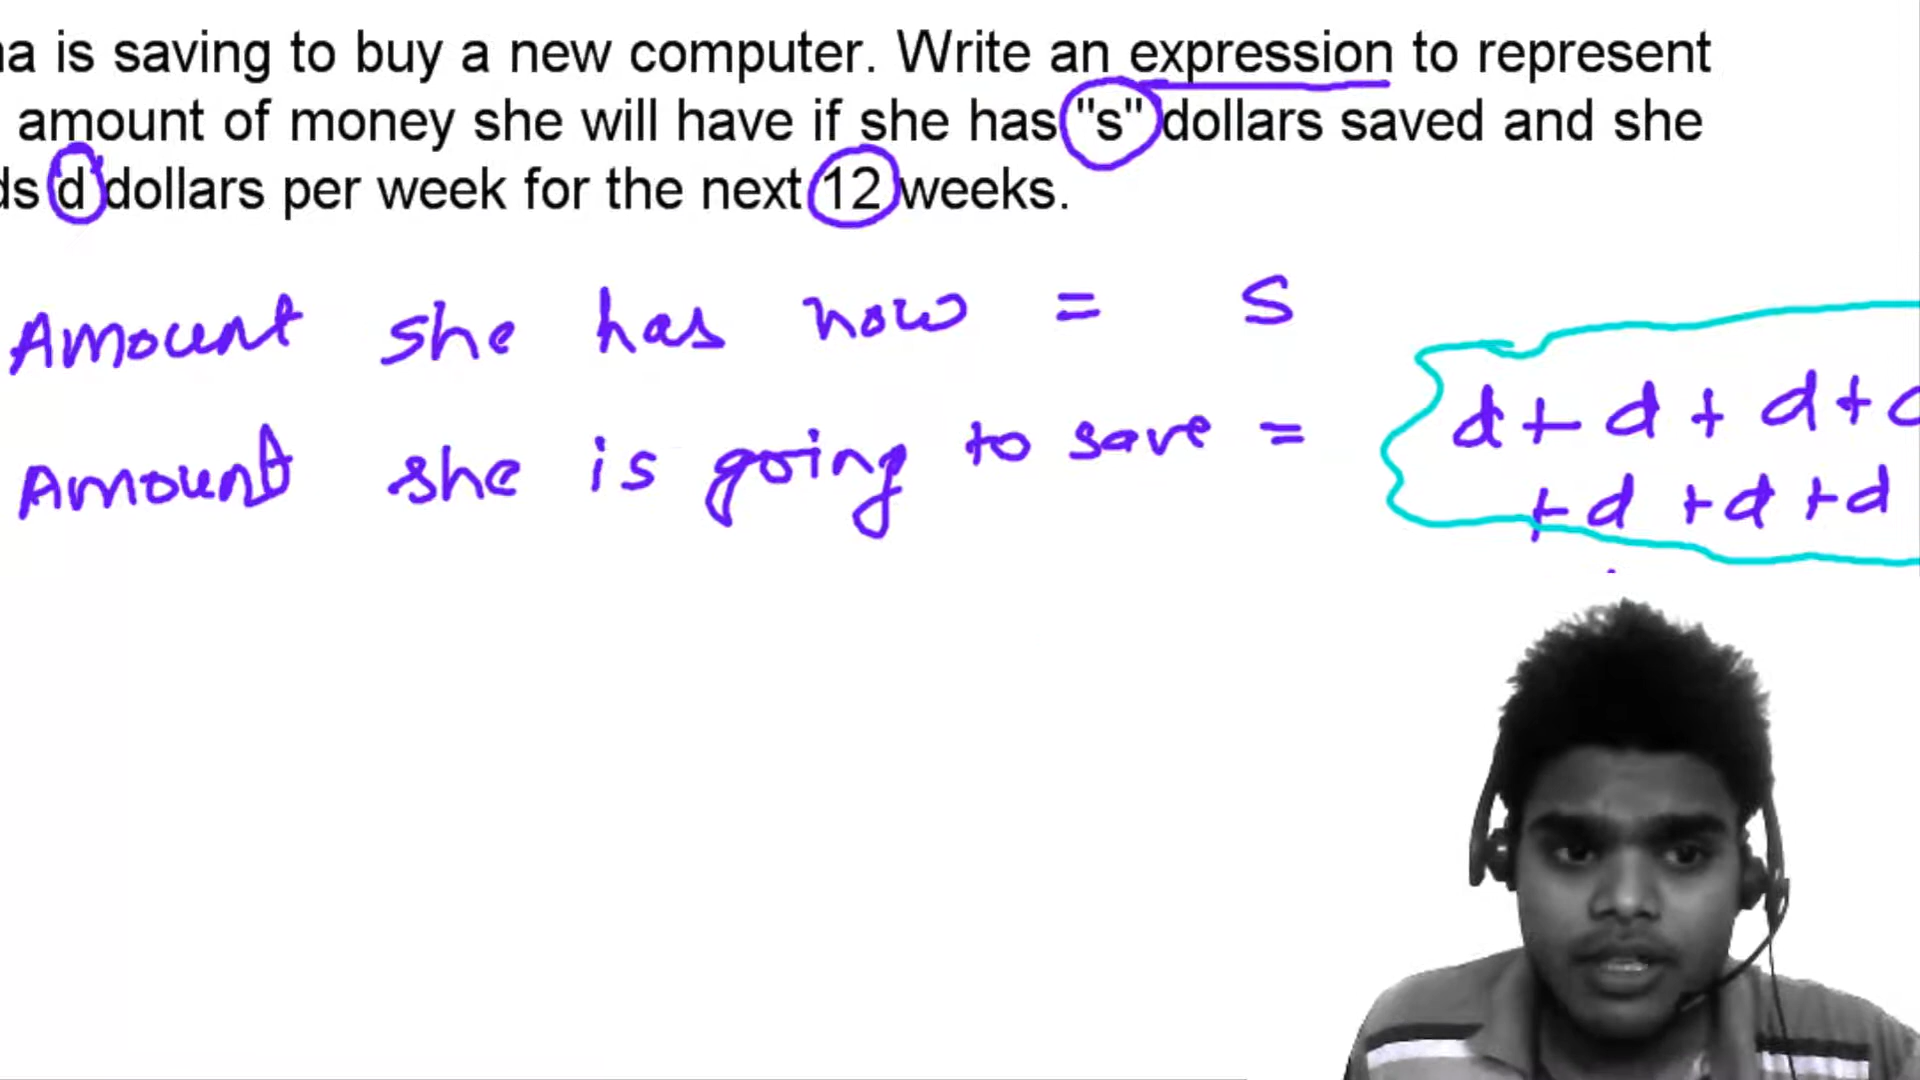 na is saving to buy a new computer. Write an expression to represent
amount of money she will have if she has "s" dollars saved and she
ds d dollars per week for the next 12 weeks.
Amount she has now = s
Amount she is going to save = d + d + d +
+ d + d + d